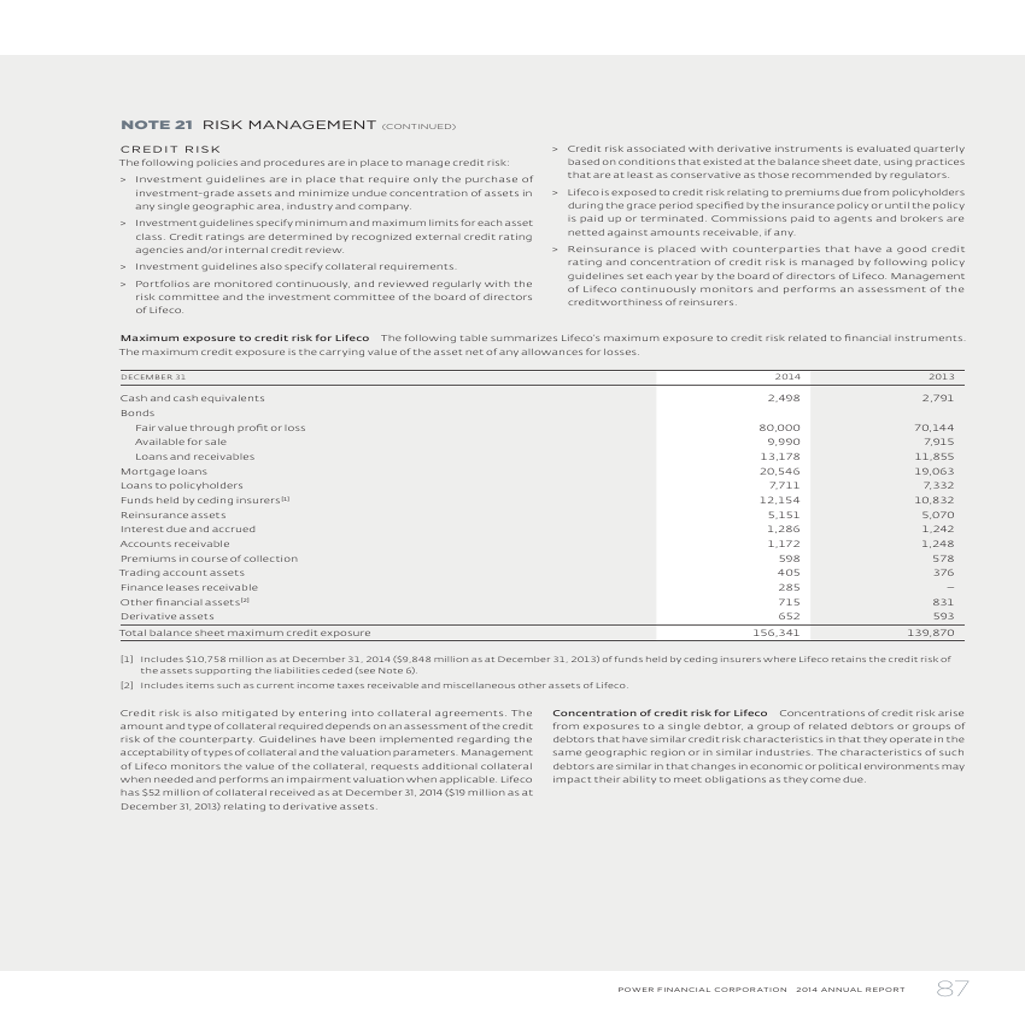 NOTE 21 RISK MANAGEMENT (CONTINUED)
CREDIT RISK
The following policies and procedures are in place to manage credit risk:
> Investment guidelines are in place that require only the purchase of
investment-grade assets and minimize undue concentration of assets in
any single geographic area, industry and company.
> Investment guidelines specify minimum and maximum limits for each asset
class. Credit ratings are determined by recognized external credit rating
agencies and/or internal credit review.
> Investment guidelines also specify collateral requirements.
> Portfolios are monitored continuously, and reviewed regularly with the
risk committee and the investment committee of the board of directors
of Lifeco.
> Credit risk associated with derivative instruments is evaluated quarterly
based on conditions that existed at the balance sheet date, using practices
that are at least as conservative as those recommended by regulators.
> Lifeco is exposed to credit risk relating to premiums due from policyholders
during the grace period specified by the insurance policy or until the policy
is paid up or terminated. Commissions paid to agents and brokers are
netted against amounts receivable, if any.
> Reinsurance is placed with counterparties that have a good credit
rating and concentration of credit risk is managed by following policy
guidelines set each year by the board of directors of Lifeco. Management
of Lifeco continuously monitors and performs an assessment of the
creditworthiness of reinsurers.
Maximum exposure to credit risk for Lifeco The following table summarizes Lifeco's maximum exposure to credit risk related to financial instruments.
The maximum credit exposure is the carrying value of the asset net of any allowances for losses.
DECEMBER 31 2014 2013
Cash and cash equivalents 2,498 2,791
Bonds
Fair value through profit or loss 80,000 70,144
Available for sale 9,990 7,915
Loans and receivables 13,178 11,855
Mortgage loans 20,546 19,063
Loans to policyholders 7,711 7,332
Funds held by ceding insurers [1] 12,154 10,832
Reinsurance assets 5,151 5,070
Interest due and accrued 1,286 1,242
Accounts receivable 1,172 1,248
Premiums in course of collection 598 578
Trading account assets 405 376
Finance leases receivable 285 –
Other financial assets [2] 715 831
Derivative assets 652 593
Total balance sheet maximum credit exposure 156,341 139,870
[1] Includes $10,758 million as at December 31, 2014 ($9,848 million as at December 31, 2013) of funds held by ceding insurers where Lifeco retains the credit risk of
the assets supporting the liabilities ceded (see Note 6).
[2] Includes items such as current income taxes receivable and miscellaneous other assets of Lifeco.
Credit risk is also mitigated by entering into collateral agreements. The
amount and type of collateral required depends on an assessment of the credit
risk of the counterparty. Guidelines have been implemented regarding the
acceptability of types of collateral and the valuation parameters. Management
of Lifeco monitors the value of the collateral, requests additional collateral
when needed and performs an impairment valuation when applicable. Lifeco
has $52 million of collateral received as at December 31, 2014 ($19 million as at
December 31, 2013) relating to derivative assets.
Concentration of credit risk for Lifeco Concentrations of credit risk arise
from exposures to a single debtor, a group of related debtors or groups of
debtors that have similar credit risk characteristics in that they operate in the
same geographic region or in similar industries. The characteristics of such
debtors are similar in that changes in economic or political environments may
impact their ability to meet obligations as they come due.
POWER FINANCIAL CORPORATION 2014 ANNUAL REPORT 87